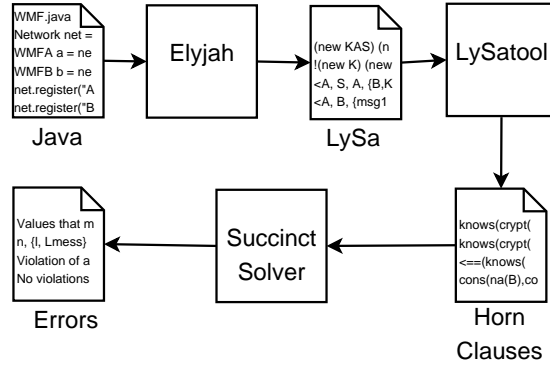 WMF.java
Network net =
WMFA a = ne
WMFB b = ne
net.register("A
net.register("B
Java
Elyjah
(new KAS) (n
!(new K) (new
<A, S, A, {B,K
<A, B, {msg1
LySa
LySatool
knows(crypt(
knows(crypt(
<==(knows(
cons(na(B),co
Horn
Clauses
Succinct
Solver
Values that m
n, {l, Lmess}
Violation of a
No violations
Errors